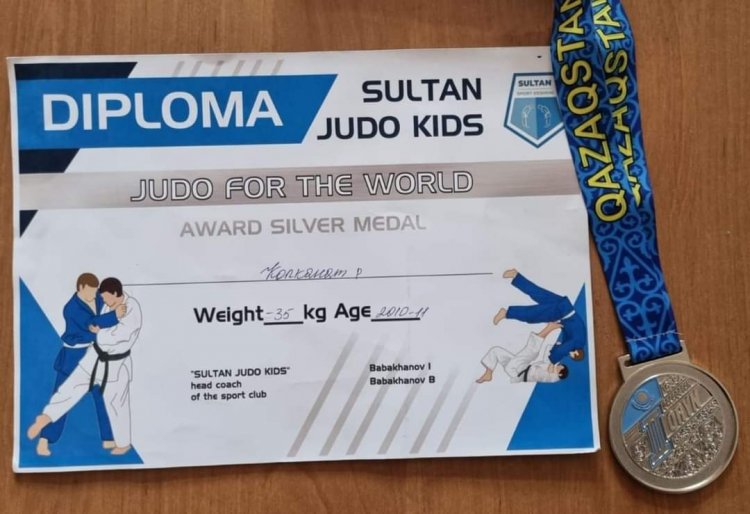 DIPLOMA
SULTAN
JUDO KIDS
SULTAN
JUDO FOR THE WORLD
AWARD SILVER MEDAL
Колканат Р
Weight -35 kg Age 2010-11
"SULTAN JUDO KIDS"
head coach
of the sport club
Babakhanov I
Babakhanov B
QAZAQSTAN
QAZAQSTAN